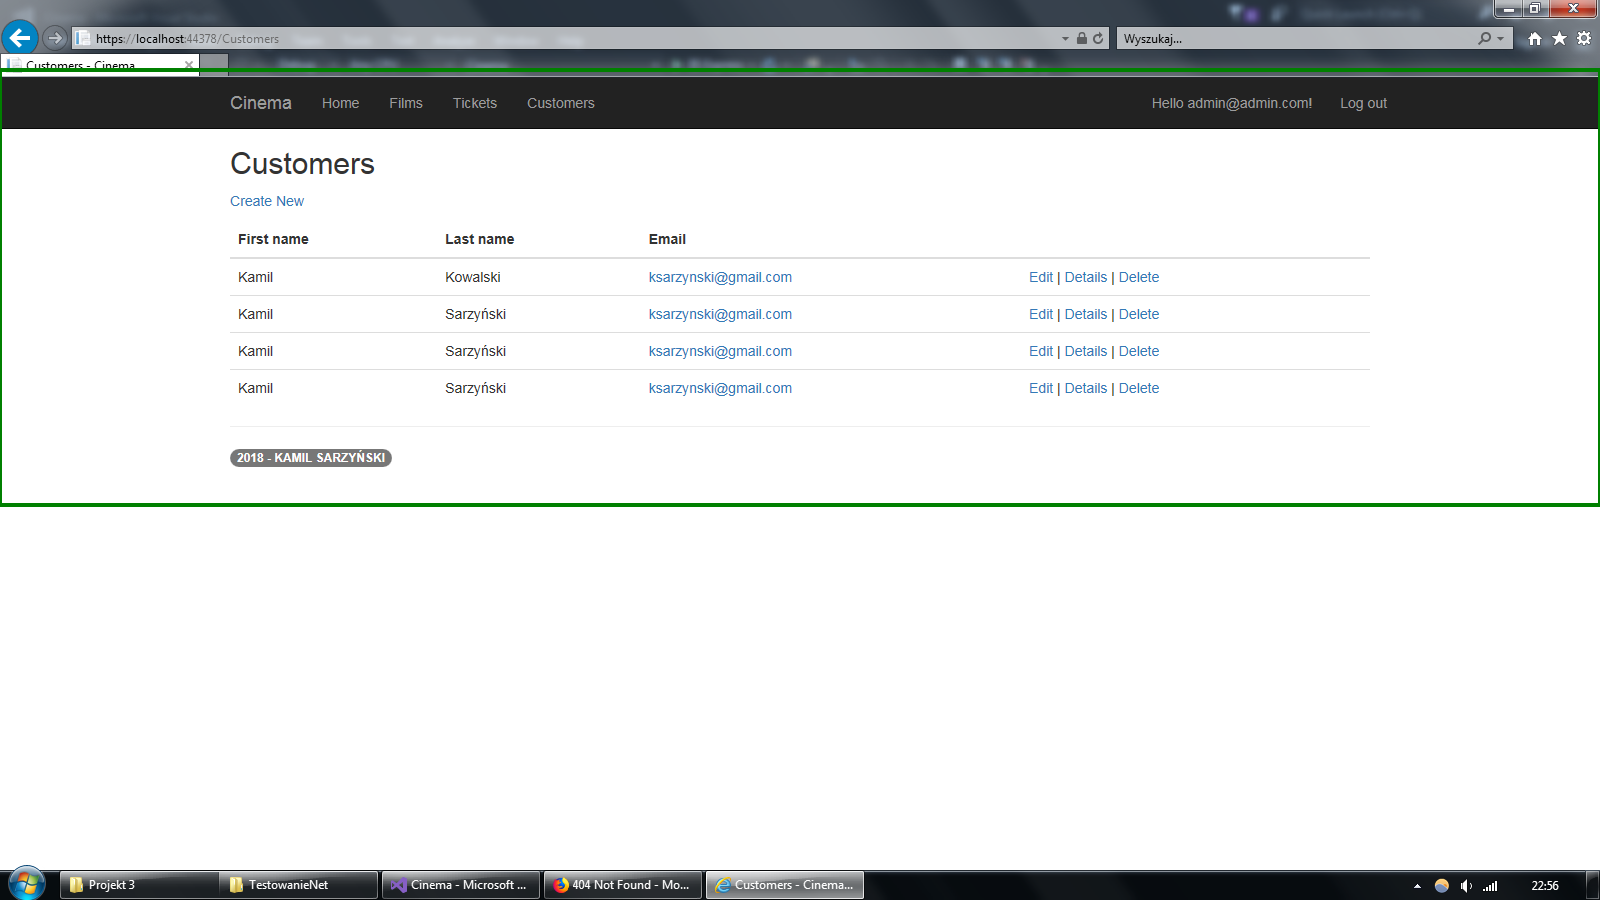 https://localhost:44378/Customers
Wyszukaj...
Customers - Cinema
Cinema Home Films Tickets Customers Hello admin@admin.com! Log out
Customers
Create New
First name Last name Email
Kamil Kowalski ksarzynski@gmail.com Edit | Details | Delete
Kamil Sarzyński ksarzynski@gmail.com Edit | Details | Delete
Kamil Sarzyński ksarzynski@gmail.com Edit | Details | Delete
Kamil Sarzyński ksarzynski@gmail.com Edit | Details | Delete
2018 - KAMIL SARZYŃSKI
Projekt 3 TestowanieNet Cinema - Microsoft ... 404 Not Found - Mo... Customers - Cinema... 22:56